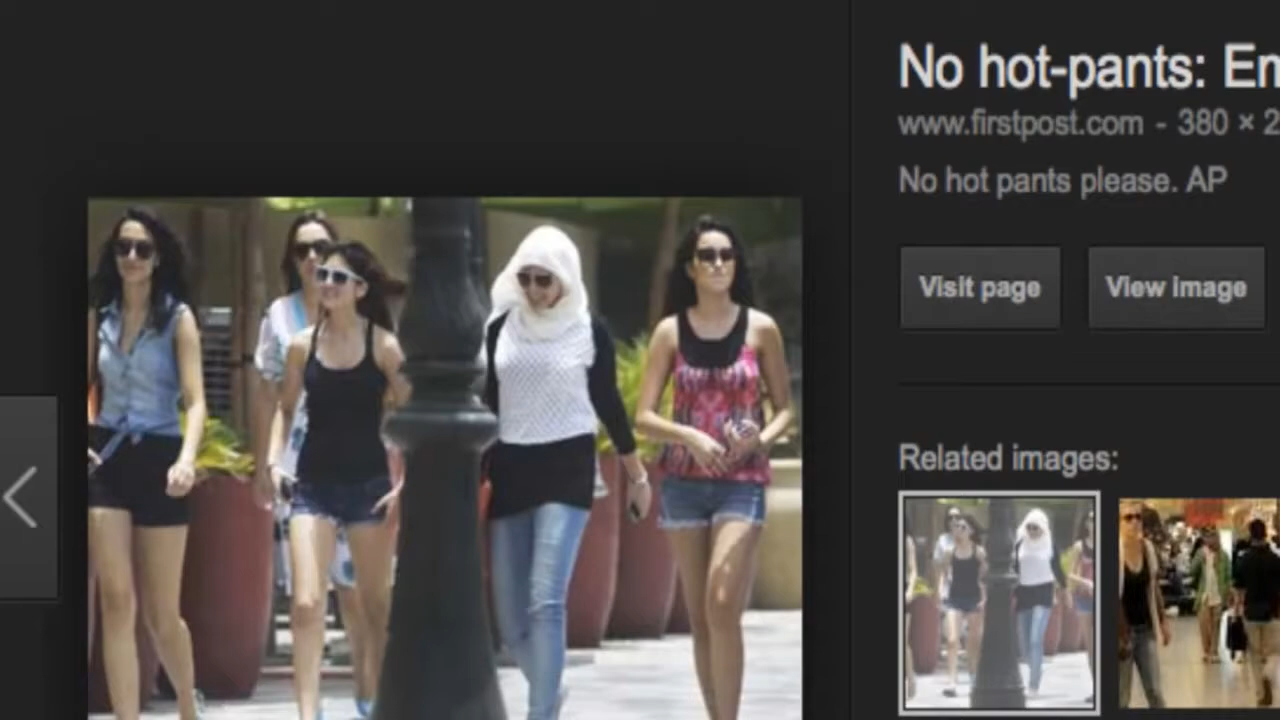 No hot-pants: Em
www.firstpost.com - 380 × 2
No hot pants please. AP
Visit page
View image
Related images: